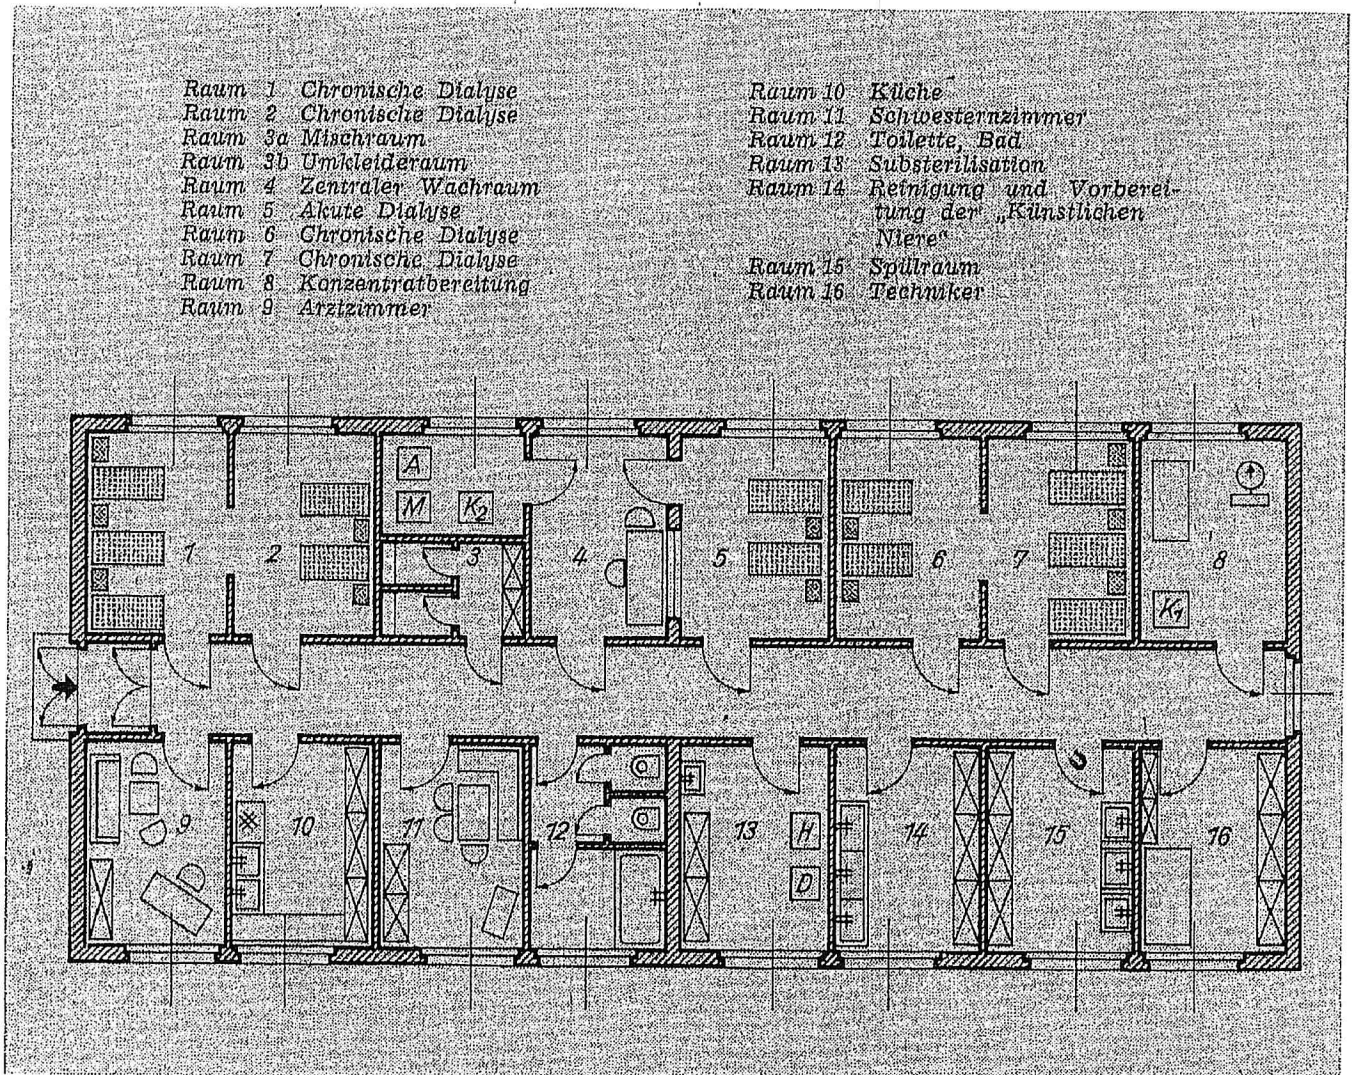 Raum 1 Chronische Dialyse
Raum 2 Chronische Dialyse
Raum 3a Mischraum
Raum 3b Umkleideraum
Raum 4 Zentraler Wachraum
Raum 5 Akute Dialyse
Raum 6 Chronische Dialyse
Raum 7 Chronische Dialyse
Raum 8 Konzentratbereitung
Raum 9 Arztzimmer
Raum 10 Küche
Raum 11 Schwesternzimmer
Raum 12 Toilette, Bad
Raum 13 Substerilisation
Raum 14 Reinigung und Vorberei-
tung der „Künstlichen
Niere"
Raum 15 Spülraum
Raum 16 Techniker
A
M K2
1 2 3 4 5 6 7 8
K1
9 10 11 12 13 14 15 16
H
D